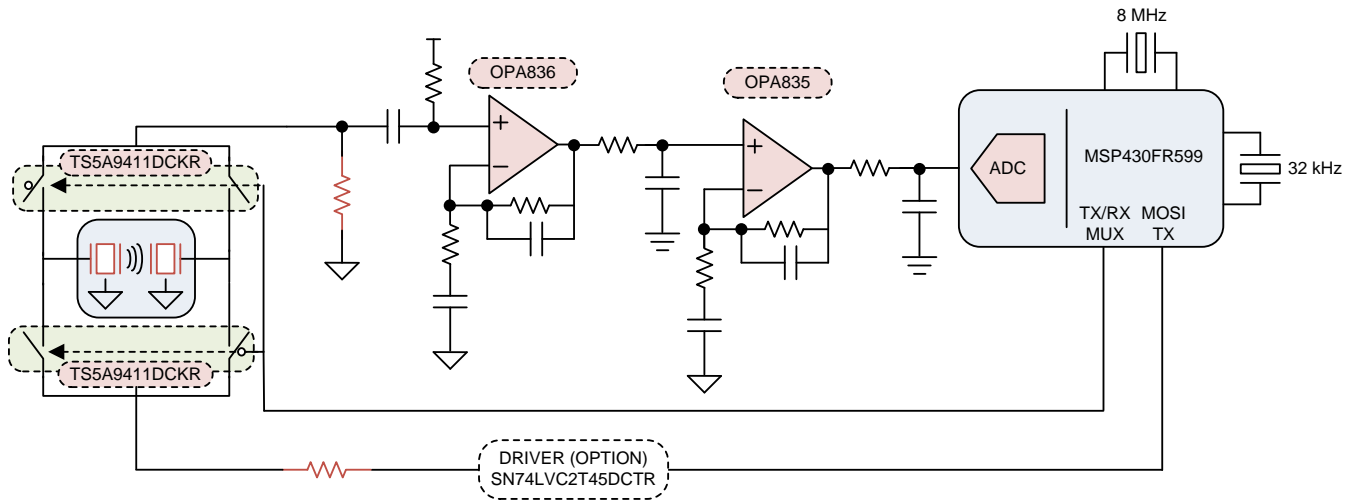 8 MHz
OPA836
OPA835
TS5A9411DCKR
+
−
+
−
ADC
MSP430FR599
32 kHz
TX/RX MOSI
MUX TX
TS5A9411DCKR
DRIVER (OPTION)
SN74LVC2T45DCTR